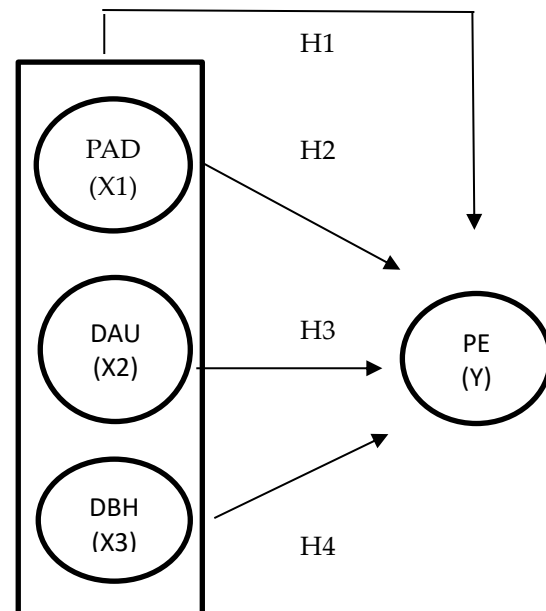 H1
PAD
(X1)
H2
DAU
(X2)
H3
PE
(Y)
DBH
(X3)
H4